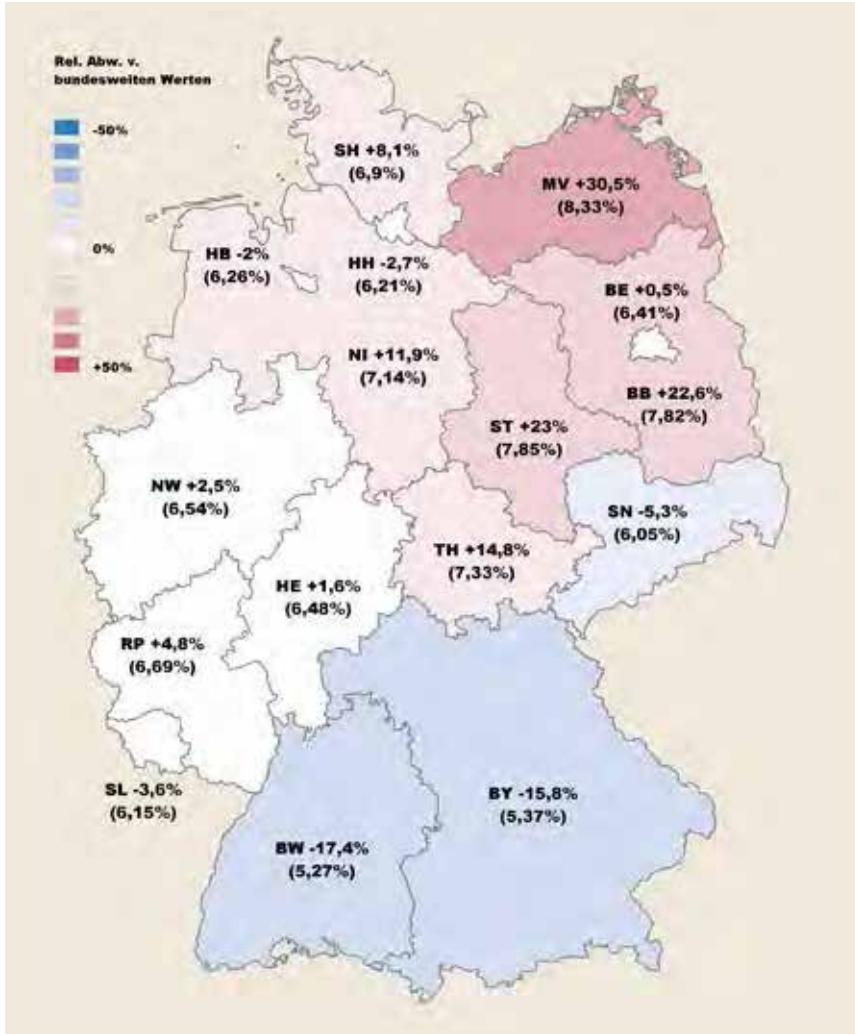 Rel. Abw. v.
bundesweiten Werten
-50%
0%
+50%
SH +8,1%
(6,9%)
MV +30,5%
(8,33%)
HB -2%
(6,26%)
HH -2,7%
(6,21%)
BE +0,5%
(6,41%)
NI +11,9%
(7,14%)
BB +22,6%
(7,82%)
ST +23%
(7,85%)
NW +2,5%
(6,54%)
SN -5,3%
(6,05%)
TH +14,8%
(7,33%)
HE +1,6%
(6,48%)
RP +4,8%
(6,69%)
SL -3,6%
(6,15%)
BY -15,8%
(5,37%)
BW -17,4%
(5,27%)